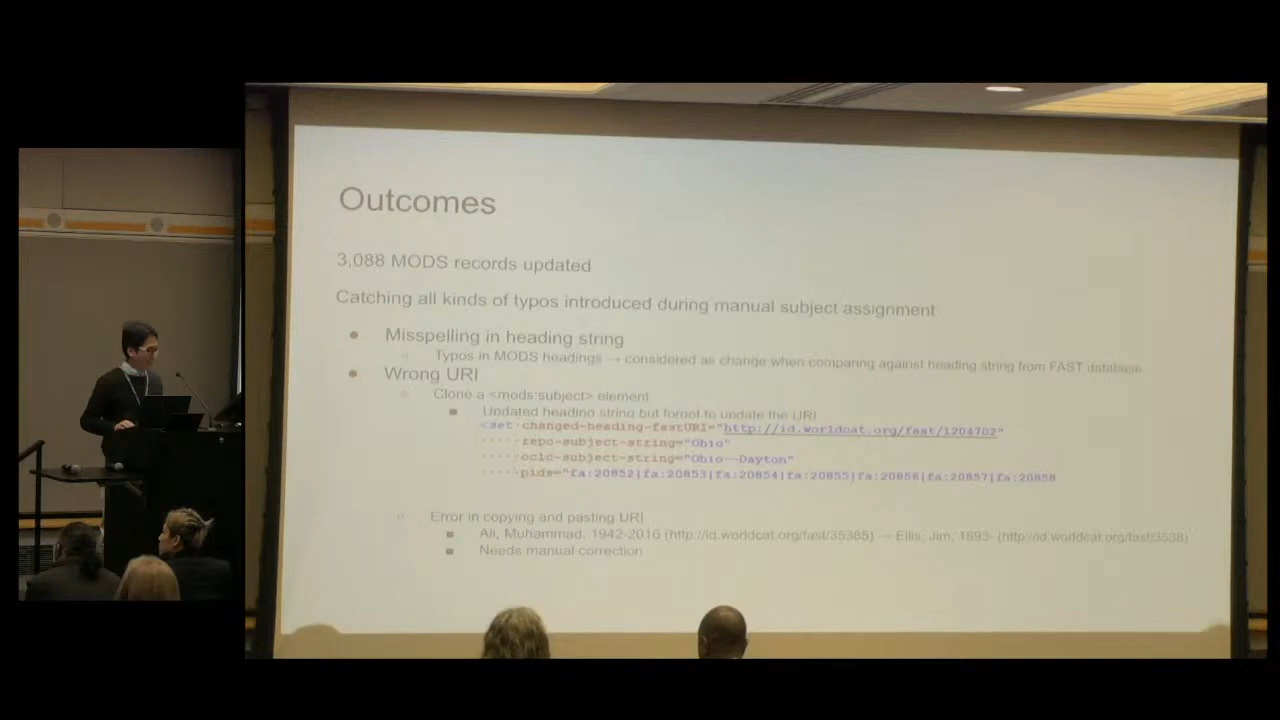 Outcomes
3,088 MODS records updated
Catching all kinds of typos introduced during manual subject assignment
● Misspelling in heading string
○ Typos in MODS headings → considered as change when comparing against heading string from FAST database
● Wrong URI
○ Clone a <mods:subject> element
■ Updated heading string but forgot to update the URI
<set·changed-heading-fastURI="http://id.worldcat.org/fast/1204702"
·····repo-subject-string="Ohio"
·····oclc-subject-string="Ohio--Dayton"
·····pids="fa:20852|fa:20853|fa:20854|fa:20855|fa:20856|fa:20857|fa:20858
○ Error in copying and pasting URI
■ Ali, Muhammad, 1942-2016 (http://id.worldcat.org/fast/35385) → Ellis, Jim, 1893- (http://id.worldcat.org/fast/3538)
■ Needs manual correction